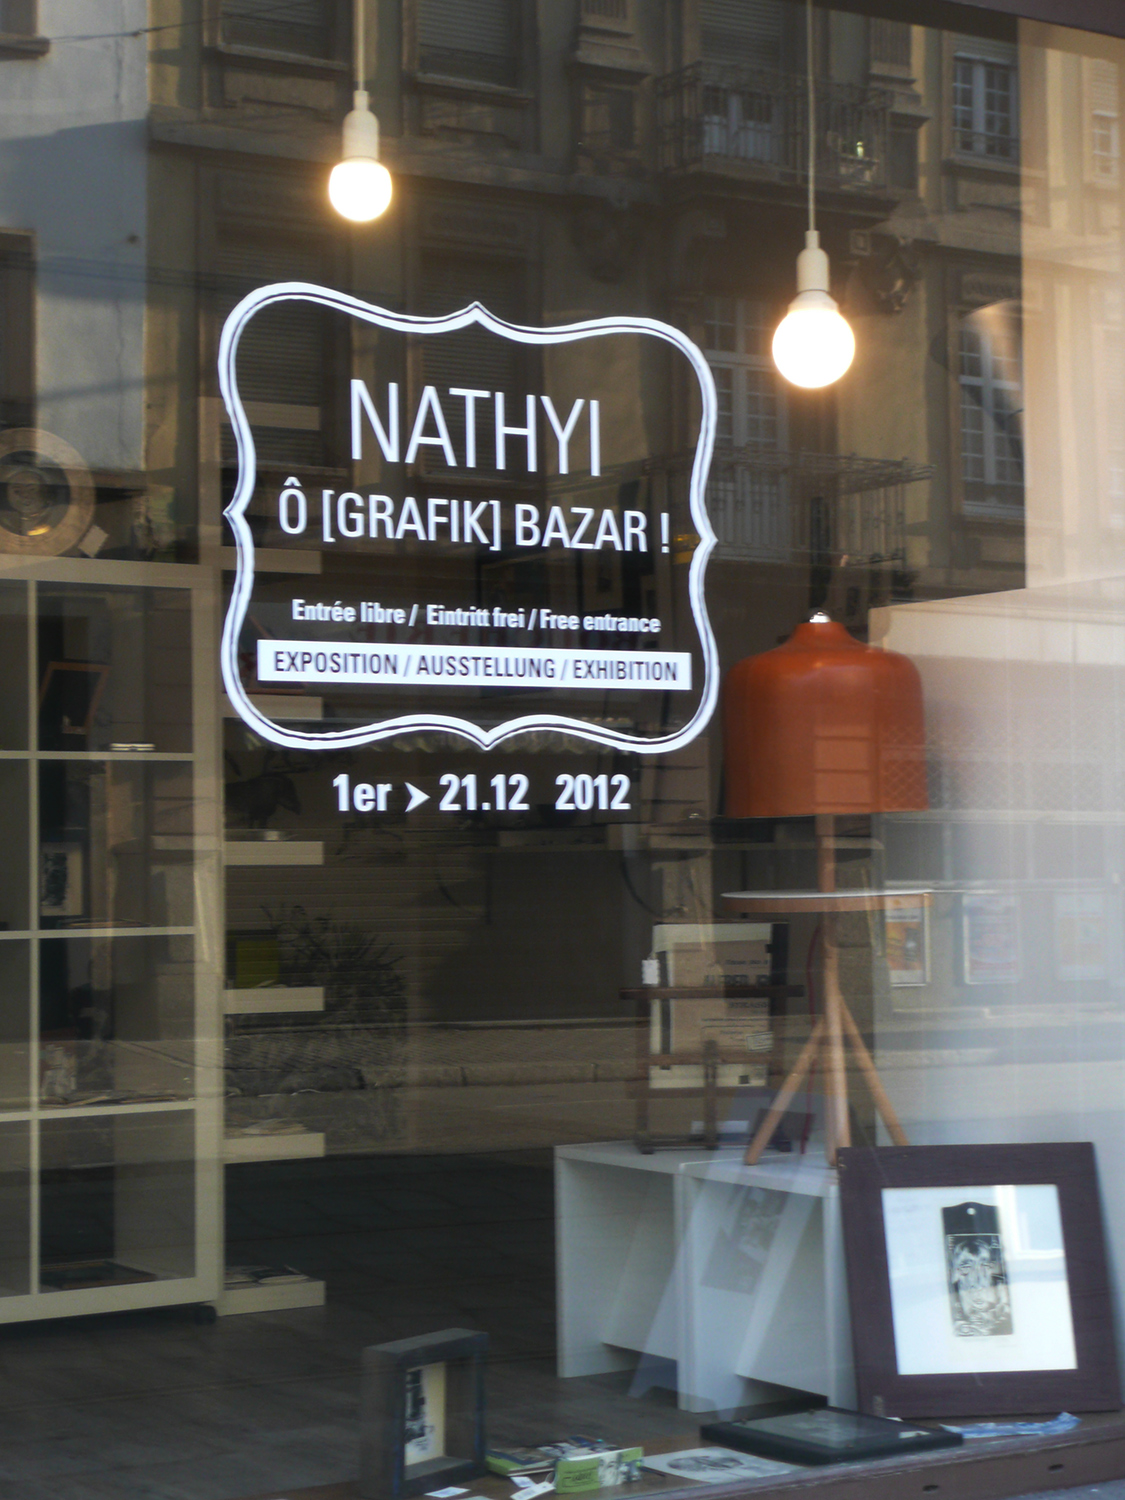 NATHYI
Ô [GRAFIK] BAZAR !
Entrée libre / Eintritt frei / Free entrance
EXPOSITION / AUSSTELLUNG / EXHIBITION
1er > 21.12 2012